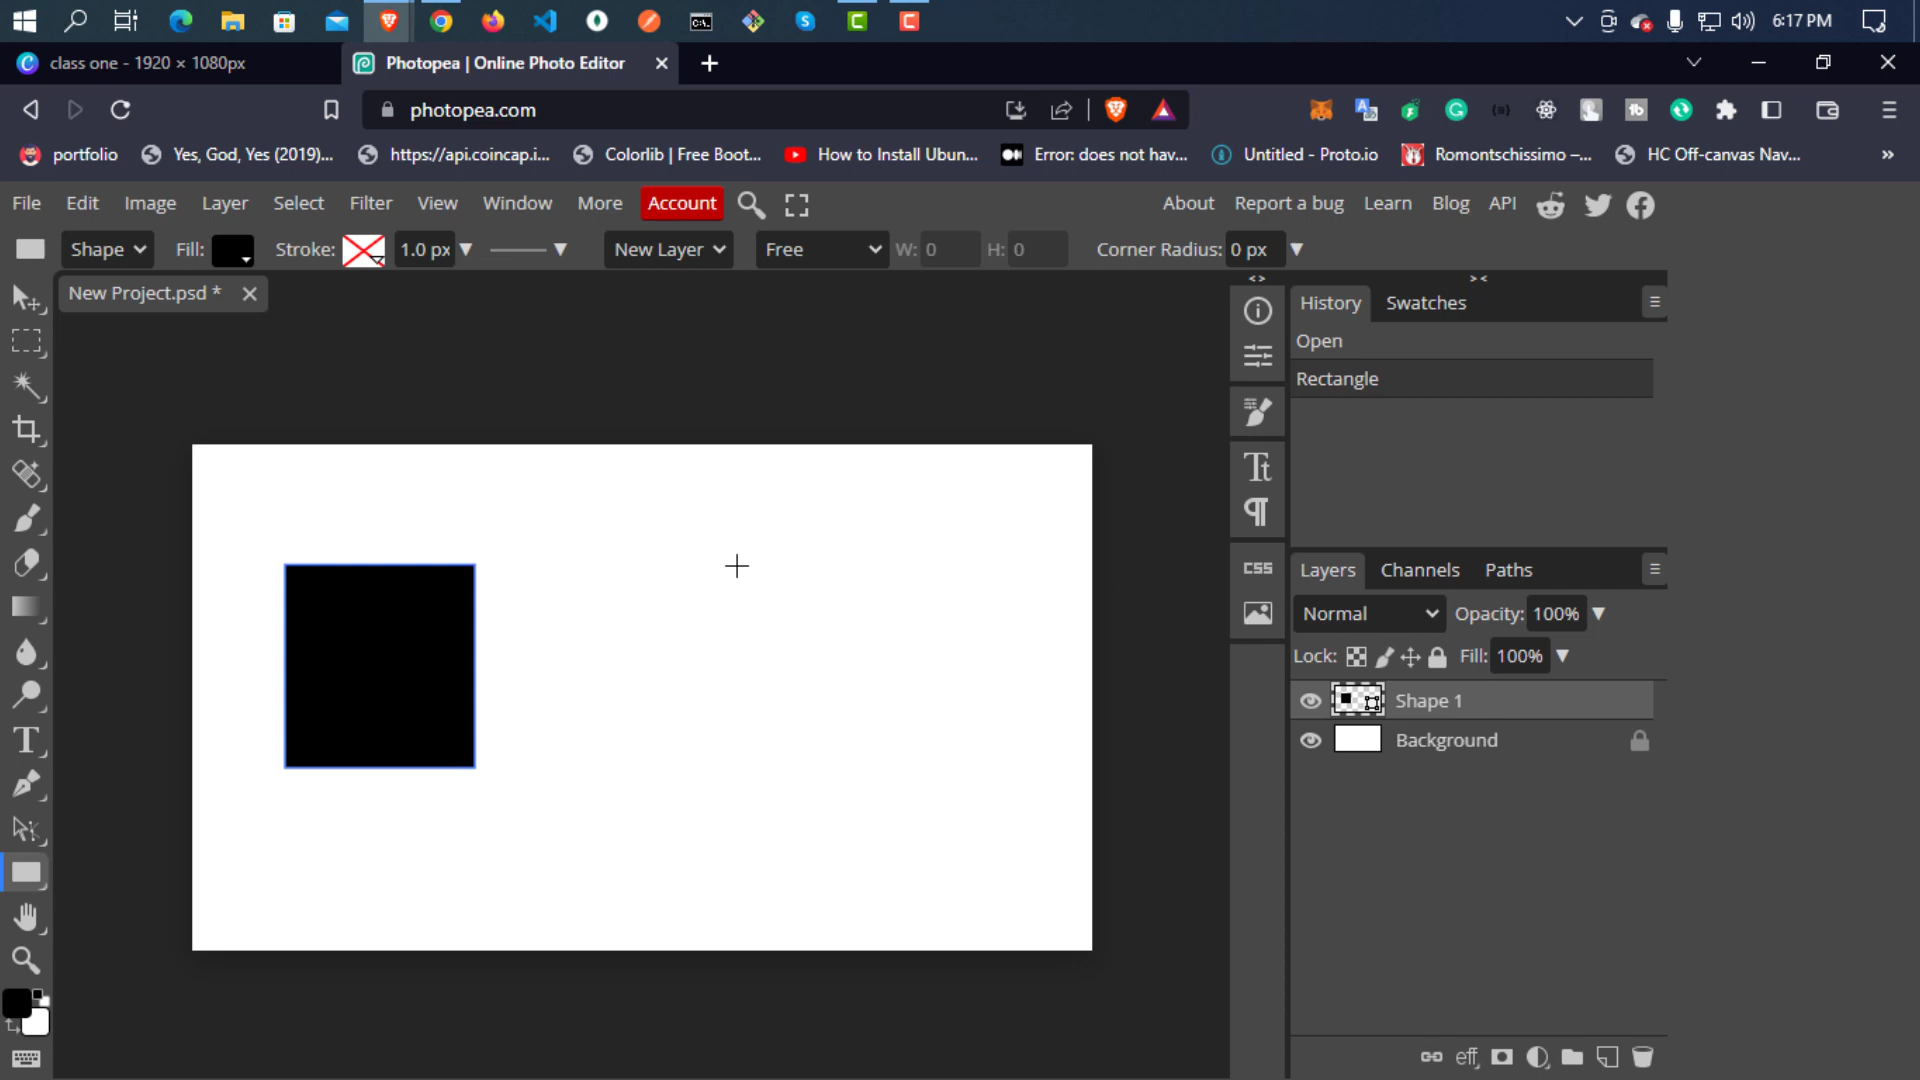 6:17 PM
class one - 1920 × 1080px
Photopea | Online Photo Editor
photopea.com
portfolio
Yes, God, Yes (2019)...
https://api.coincap.i...
Colorlib | Free Boot...
How to Install Ubun...
Error: does not hav...
Untitled - Proto.io
Romontschissimo –...
HC Off-canvas Nav...
»
File Edit Image Layer Select Filter View Window More Account
About Report a bug Learn Blog API
Shape Fill: Stroke: 1.0 px New Layer Free W: 0 H: 0 Corner Radius: 0 px
New Project.psd *
< >
> <
History Swatches
Open
Rectangle
CSS
Layers Channels Paths
Normal Opacity: 100%
Lock: Fill: 100%
Shape 1
Background
eff